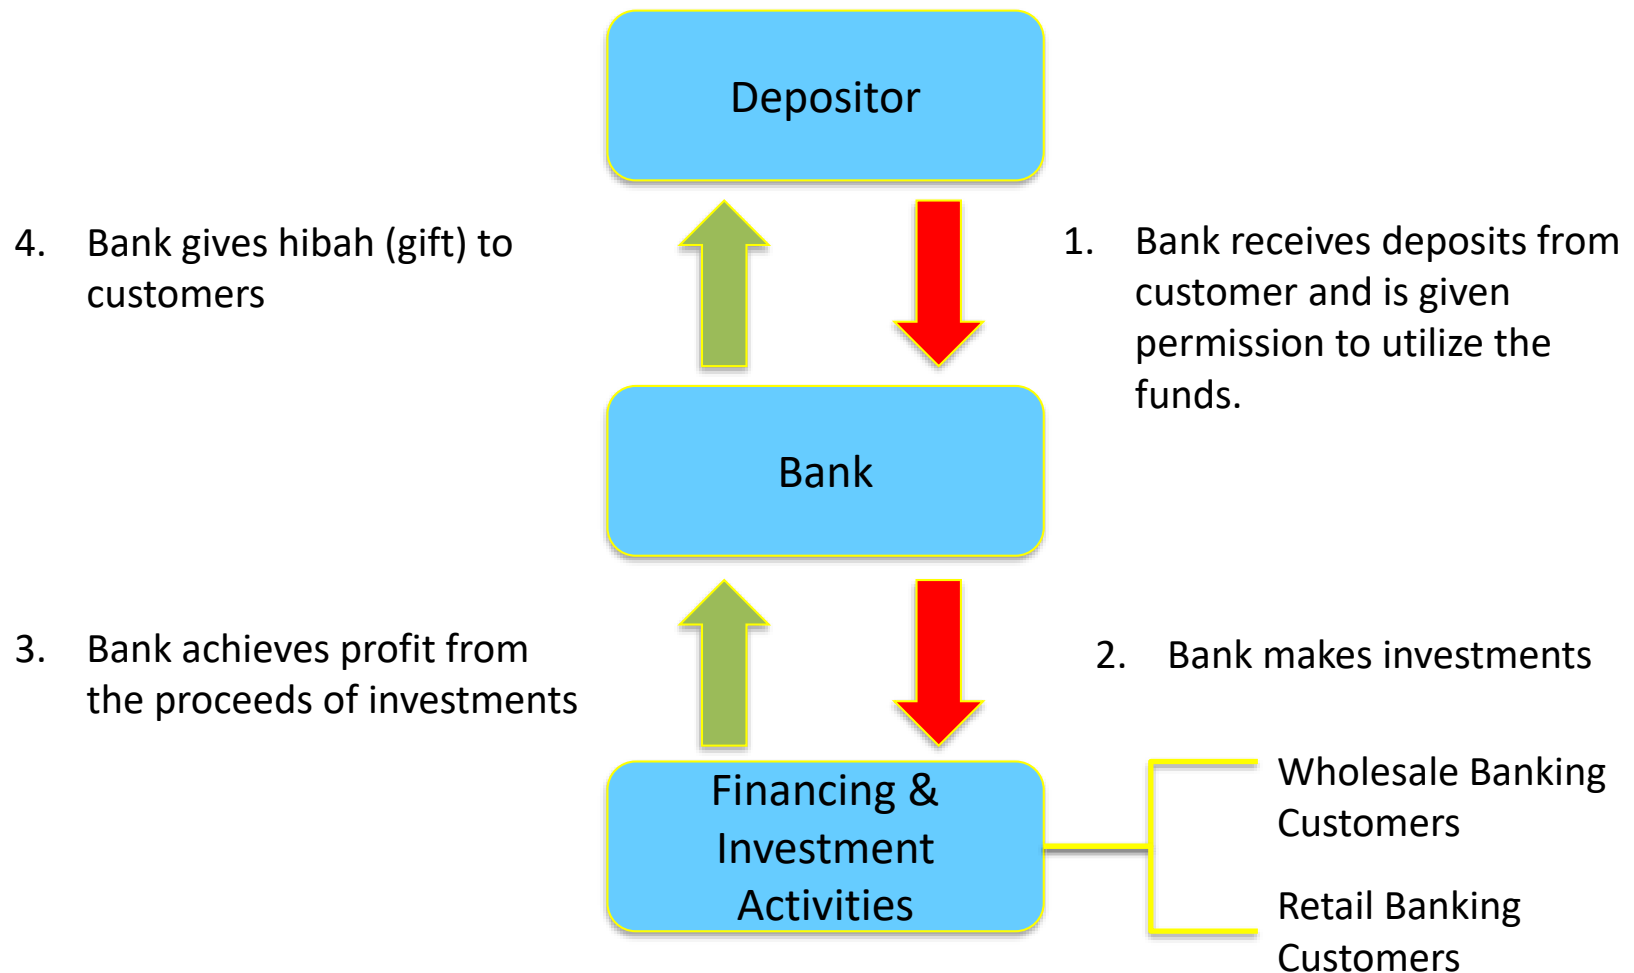 Depositor
4. Bank gives hibah (gift) to
customers
1. Bank receives deposits from
customer and is given
permission to utilize the
funds.
Bank
3. Bank achieves profit from
the proceeds of investments
2. Bank makes investments
Financing &
Investment
Activities
Wholesale Banking
Customers
Retail Banking
Customers